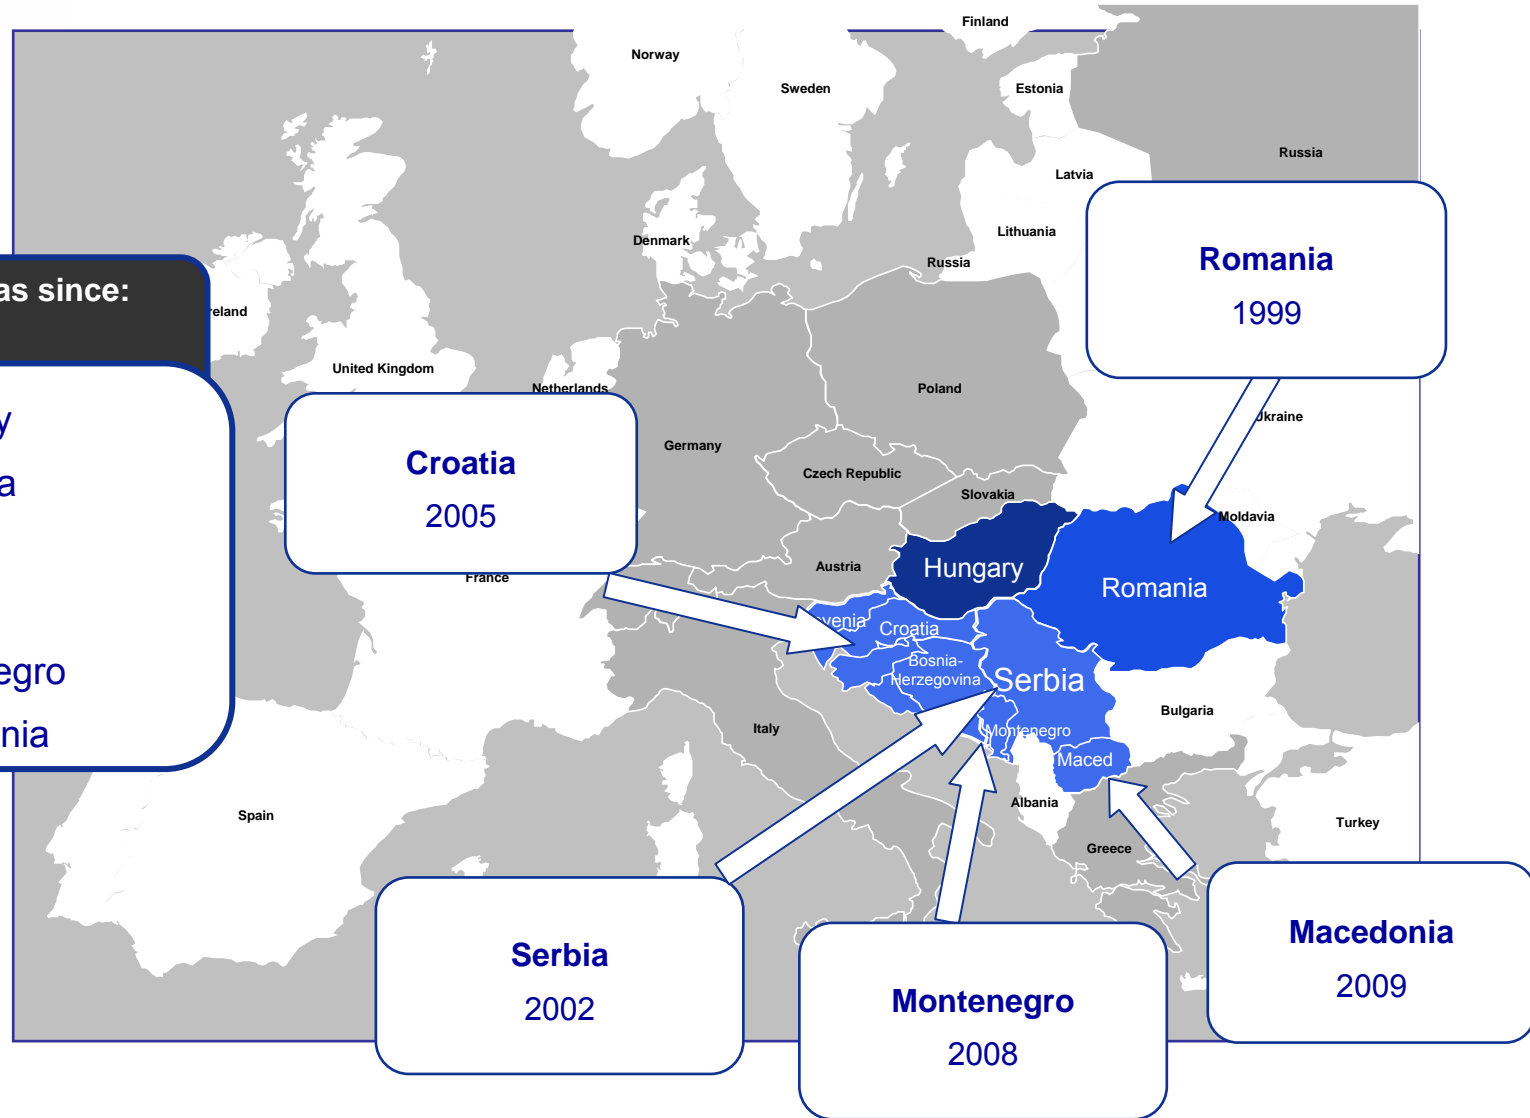 Finland
Norway
Sweden
Estonia
Russia
Latvia
Lithuania
Denmark
Russia
Romania
1999
as since:
reland
United Kingdom
Netherlands
Poland
Ukraine
y
a
egro
nia
Croatia
2005
Germany
Czech Republic
Slovakia
Moldavia
Austria
Hungary
France
Romania
venia
Croatia
Bosnia-
Herzegovina
Serbia
Bulgaria
Italy
Montenegro
Maced
Albania
Spain
Turkey
Greece
Serbia
2002
Montenegro
2008
Macedonia
2009